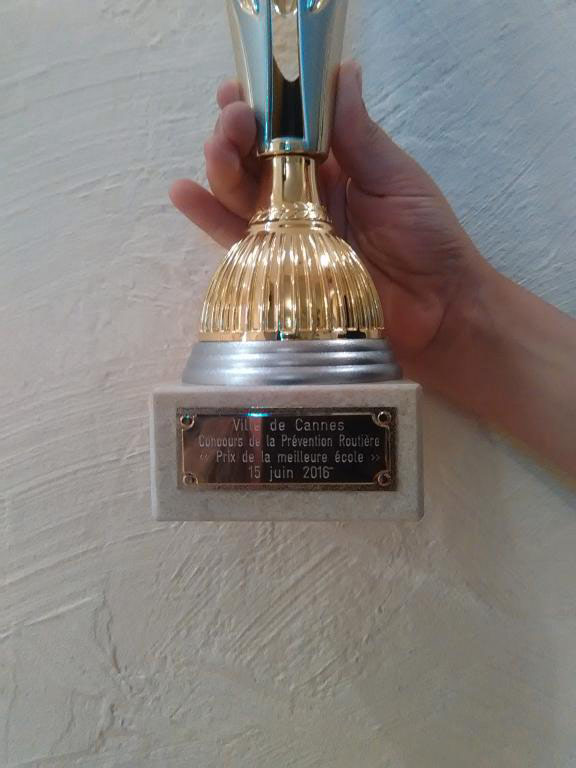 Ville de Cannes
Concours de la Prévention Routière
« Prix de la meilleure école »
15 juin 2016